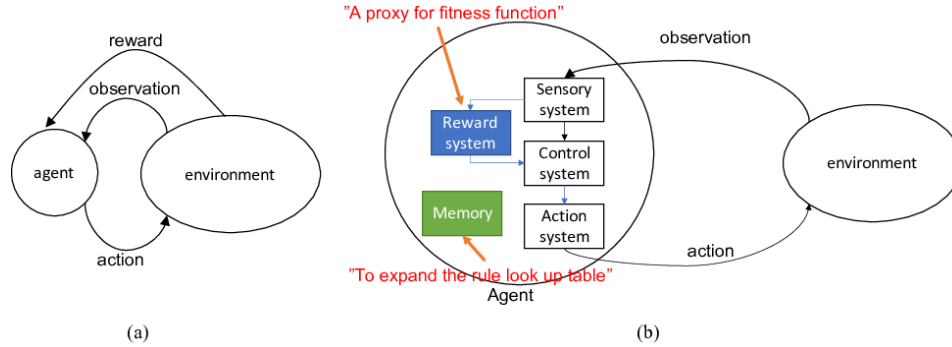 reward
observation
agent
environment
action
(a)
"A proxy for fitness function"
observation
Sensory
system
Reward
system
Control
system
environment
Memory
Action
system
action
"To expand the rule look up table"
Agent
(b)